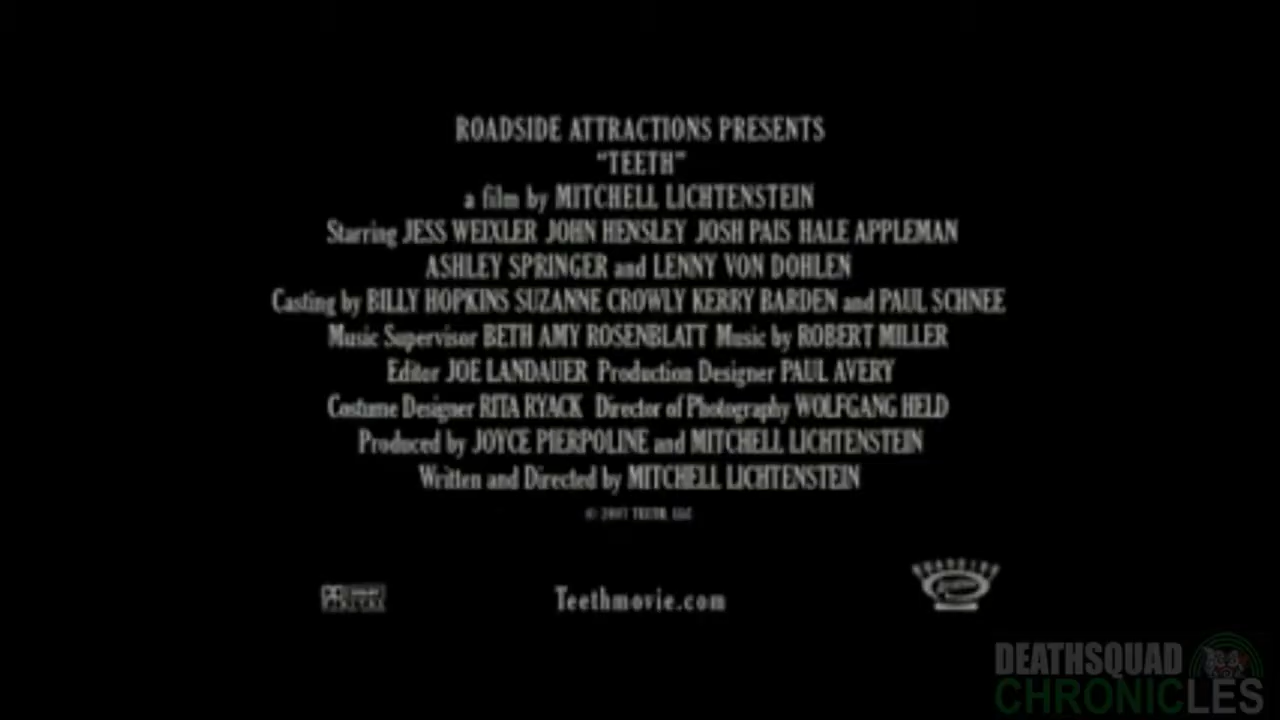 ROADSIDE ATTRACTIONS PRESENTS
"TEETH"
a film by MITCHELL LICHTENSTEIN
Starring JESS WEIXLER JOHN HENSLEY JOSH PAIS HALE APPLEMAN
ASHLEY SPRINGER and LENNY VON DOHLEN
Casting by BILLY HOPKINS SUZANNE CROWLY KERRY BARDEN and PAUL SCHNEE
Music Supervisor BETH AMY ROSENBLATT Music by ROBERT MILLER
Editor JOE LANDAUER Production Designer PAUL AVERY
Costume Designer RITA RYACK Director of Photography WOLFGANG HELD
Produced by JOYCE PIERPOLINE and MITCHELL LICHTENSTEIN
Written and Directed by MITCHELL LICHTENSTEIN
© 2007 TEETH, LLC
Teethmovie.com
ROADSIDE
DEATHSQUAD
CHRONICLES